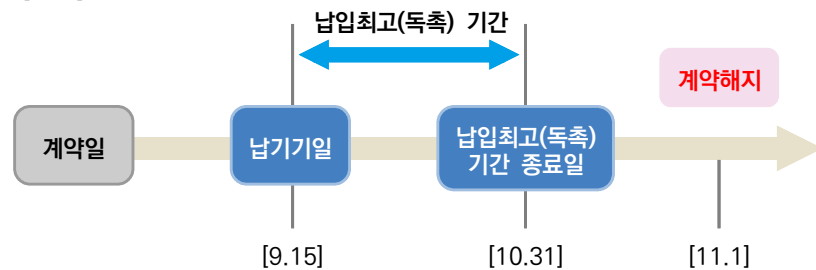 납입최고(독촉) 기간
계약해지
계약일
납기기일
납입최고(독촉)
기간 종료일
[9.15]
[10.31]
[11.1]